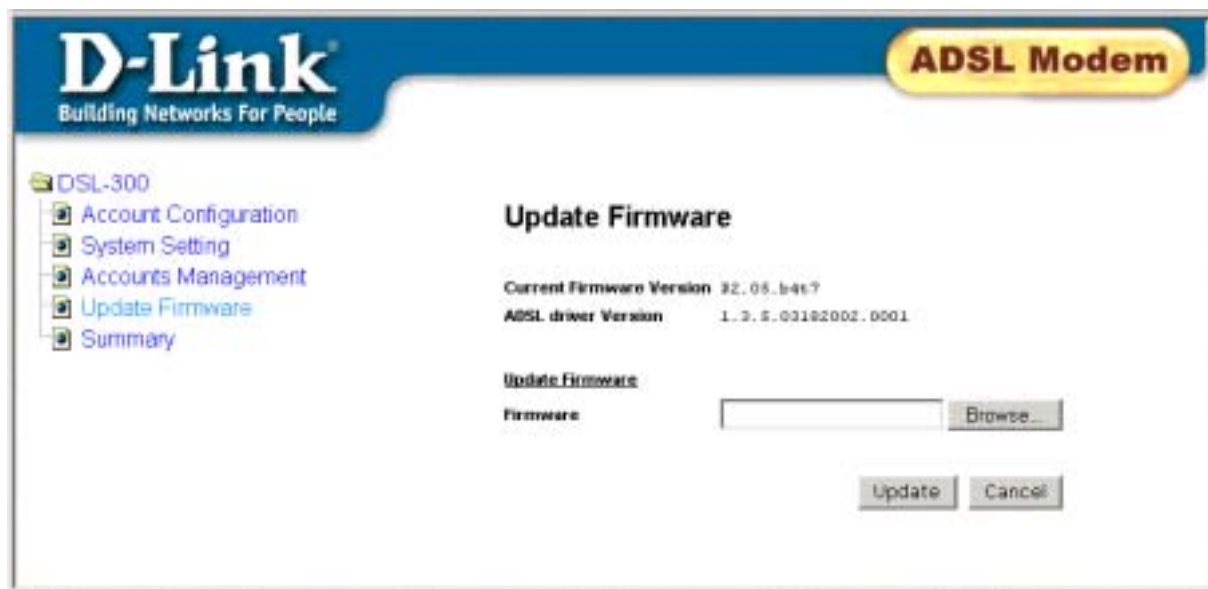 D-Link
Building Networks For People
ADSL Modem
DSL-300
Account Configuration
System Setting
Accounts Management
Update Firmware
Summary
Update Firmware
Current Firmware Version
ADSL driver Version 1.3.5.03182002.0001
Update Firmware
Firmware
Browse...
Update Cancel